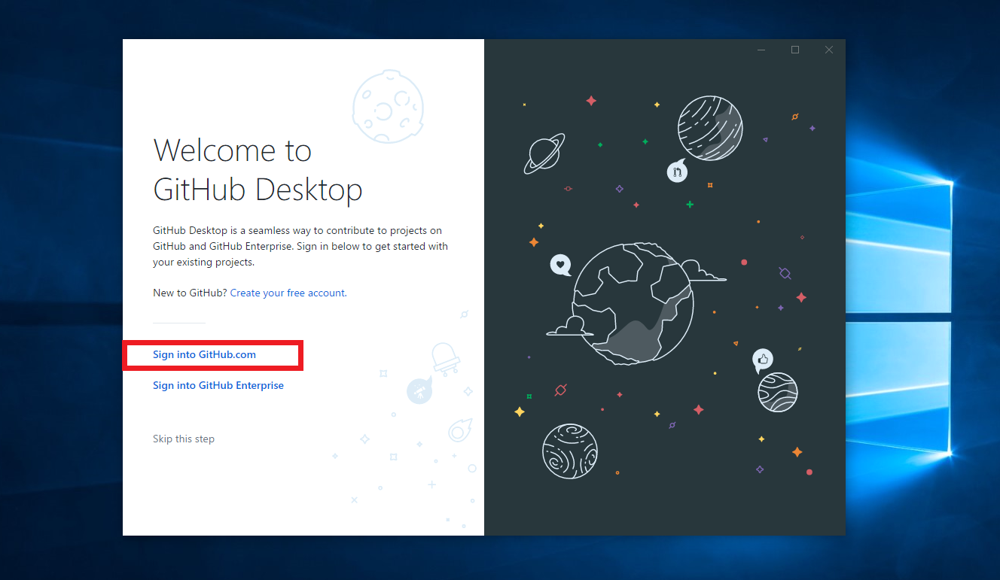 Welcome to
GitHub Desktop
GitHub Desktop is a seamless way to contribute to projects on
GitHub and GitHub Enterprise. Sign in below to get started with
your existing projects.
New to GitHub? Create your free account.
Sign into GitHub.com
Sign into GitHub Enterprise
Skip this step